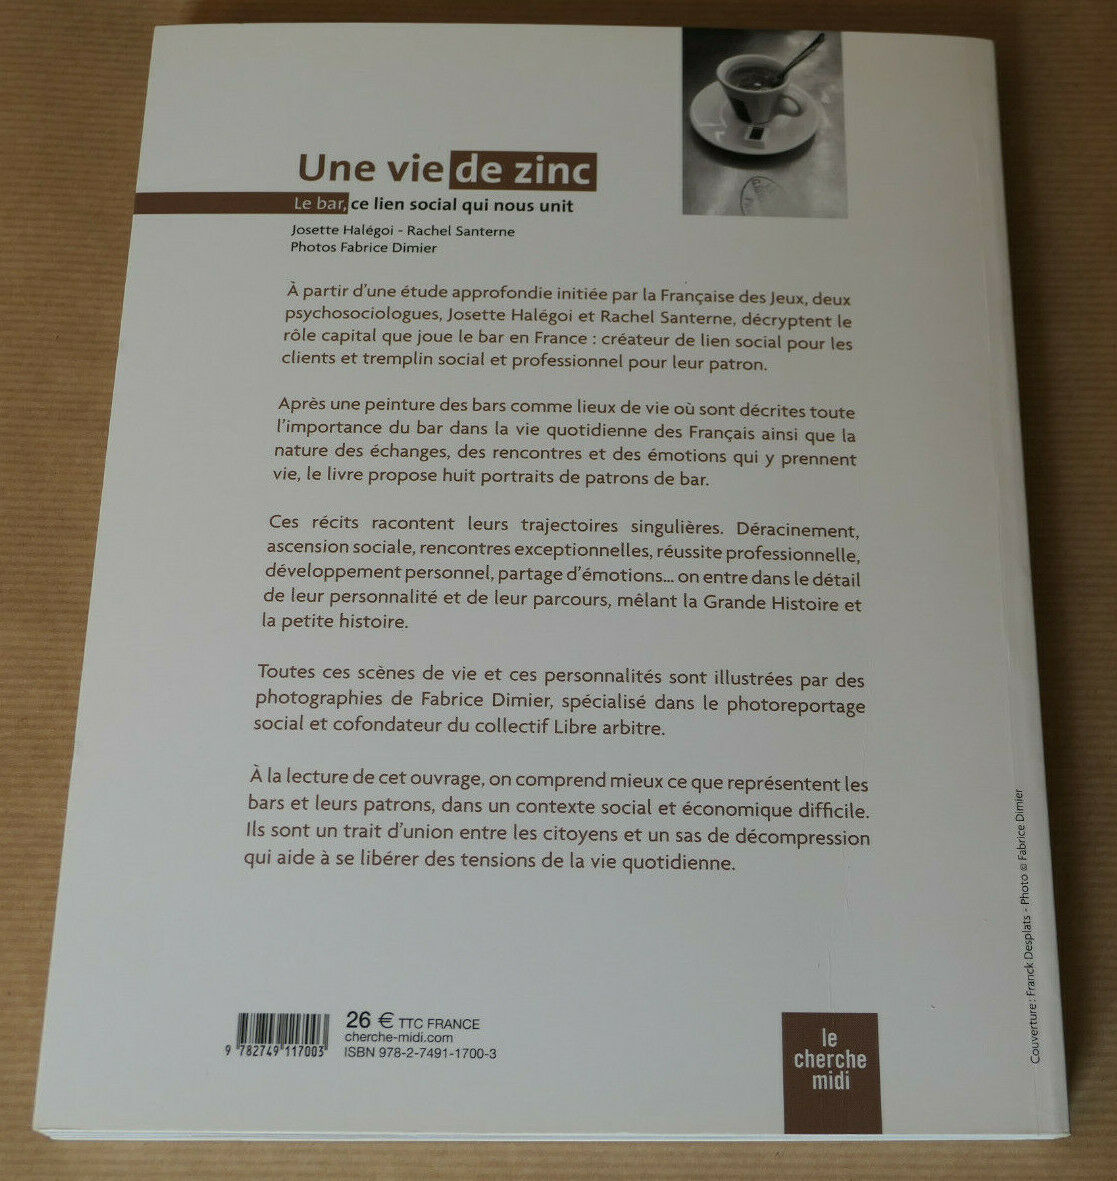 Une vie de zinc
Le bar, ce lien social qui nous unit
Josette Halégoi - Rachel Santerne
Photos Fabrice Dimier
À partir d'une étude approfondie initiée par la Française des Jeux, deux
psychosociologues, Josette Halégoi et Rachel Santerne, décryptent le
rôle capital que joue le bar en France : créateur de lien social pour les
clients et tremplin social et professionnel pour leur patron.
Après une peinture des bars comme lieux de vie où sont décrites toute
l'importance du bar dans la vie quotidienne des Français ainsi que la
nature des échanges, des rencontres et des émotions qui y prennent
vie, le livre propose huit portraits de patrons de bar.
Ces récits racontent leurs trajectoires singulières. Déracinement,
ascension sociale, rencontres exceptionnelles, réussite professionnelle,
développement personnel, partage d'émotions... on entre dans le détail
de leur personnalité et de leur parcours, mêlant la Grande Histoire et
la petite histoire.
Toutes ces scènes de vie et ces personnalités sont illustrées par des
photographies de Fabrice Dimier, spécialisé dans le photoreportage
social et cofondateur du collectif Libre arbitre.
À la lecture de cet ouvrage, on comprend mieux ce que représentent les
bars et leurs patrons, dans un contexte social et économique difficile.
Ils sont un trait d'union entre les citoyens et un sas de décompression
qui aide à se libérer des tensions de la vie quotidienne.
Couverture : Franck Desplats - Photo © Fabrice Dimier
9 782749 117003
26 € TTC FRANCE
cherche-midi.com
ISBN 978-2-7491-1700-3
le
cherche
midi